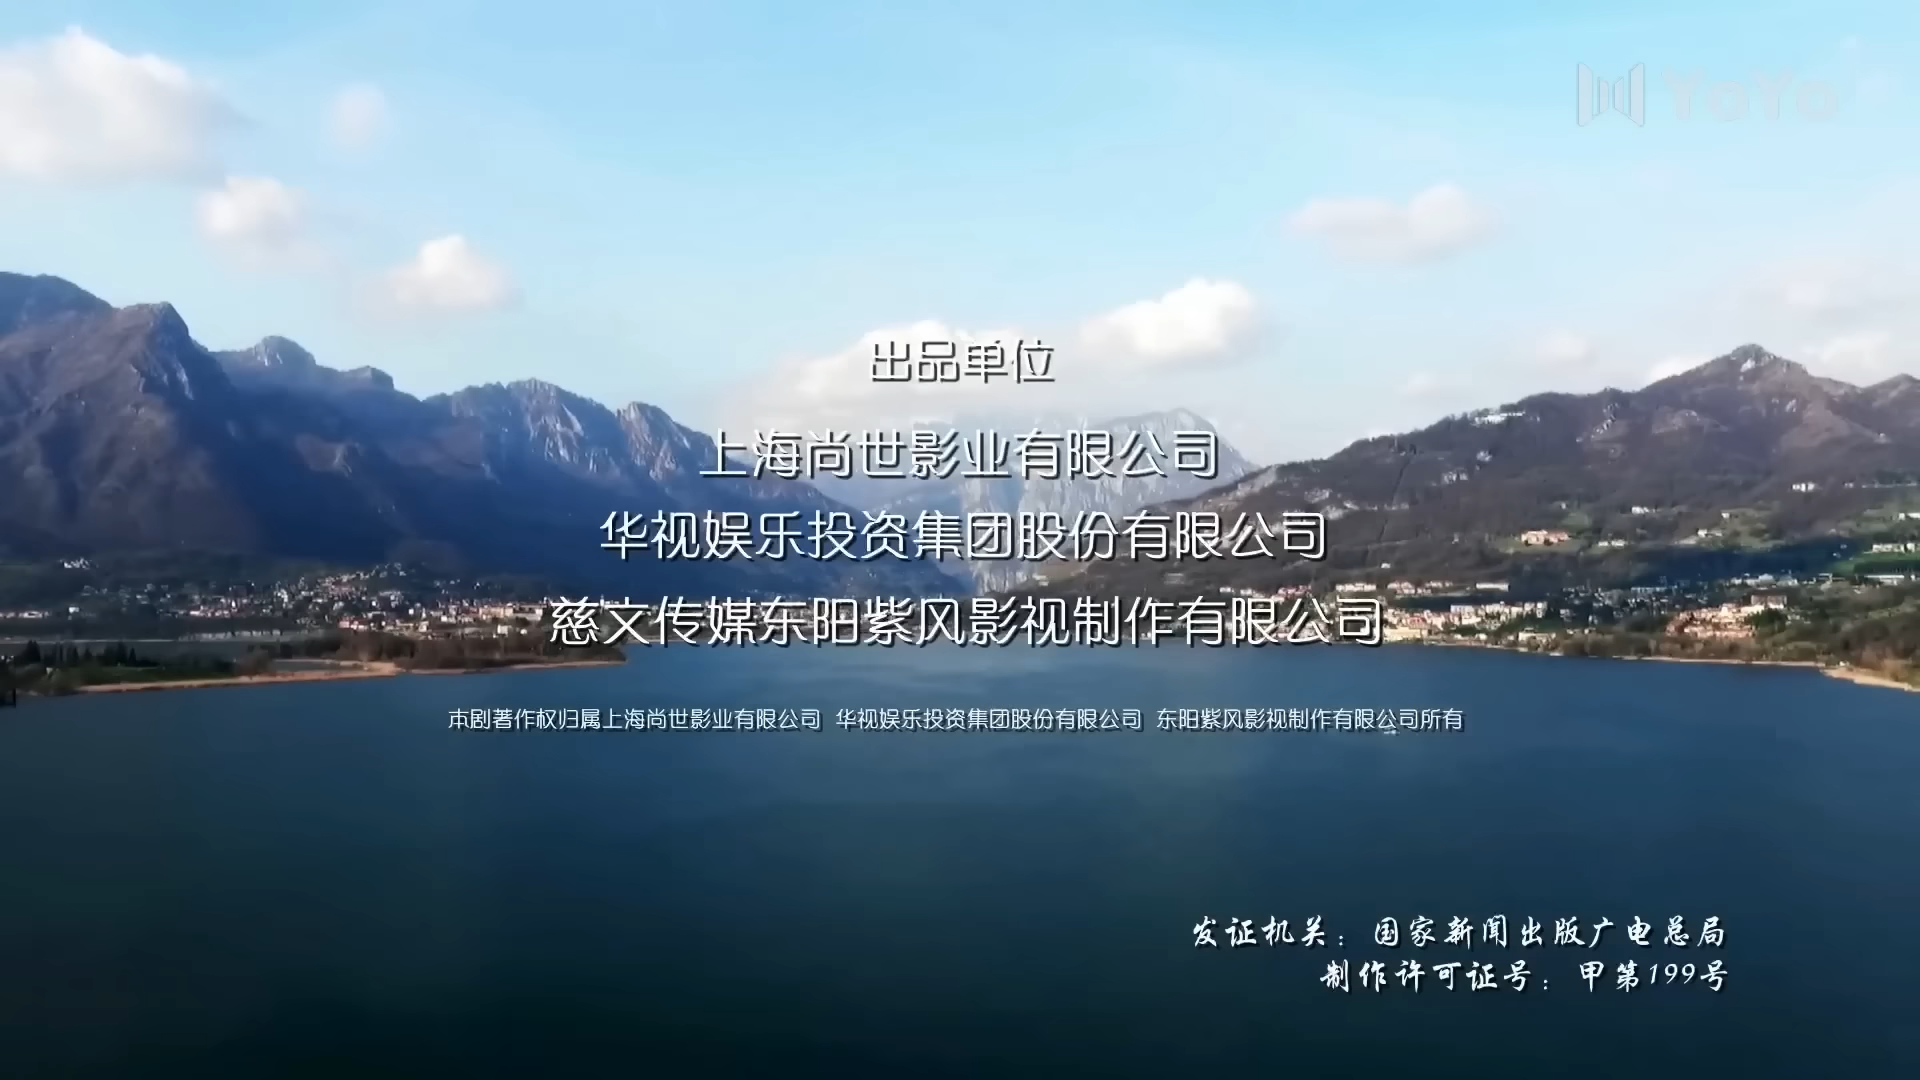 YoYo
出品单位
上海尚世影业有限公司
华视娱乐投资集团股份有限公司
慈文传媒东阳紫风影视制作有限公司
本剧著作权归属上海尚世影业有限公司 华视娱乐投资集团股份有限公司 东阳紫风影视制作有限公司所有
发证机关：国家新闻出版广电总局
制作许可证号：甲第199号